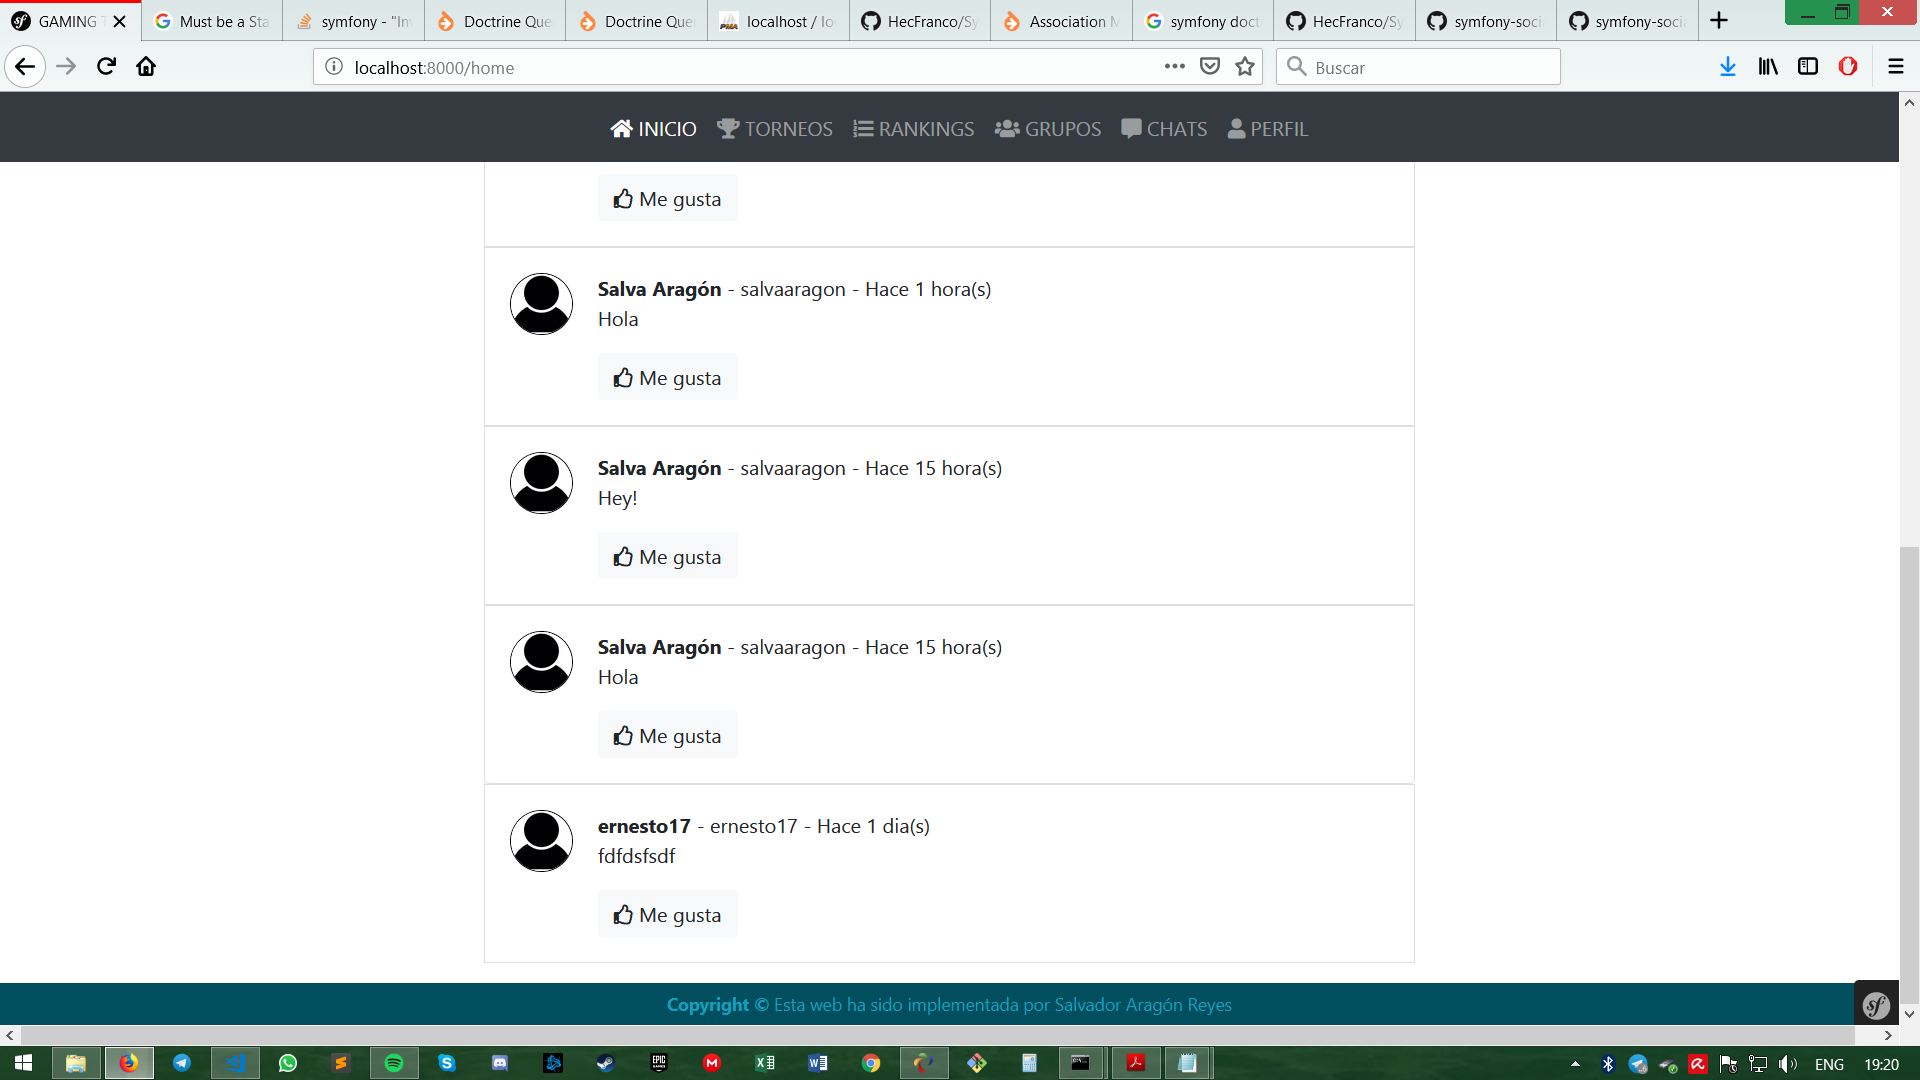 GAMING T
Must be a Sta
symfony - "In
Doctrine Que
Doctrine Que
localhost / lo
HecFranco/Sy
Association M
symfony doct
HecFranco/Sy
symfony-soci
symfony-soci
localhost:8000/home
Buscar
INICIO TORNEOS RANKINGS GRUPOS CHATS PERFIL
Me gusta
Salva Aragón - salvaaragon - Hace 1 hora(s)
Hola
Me gusta
Salva Aragón - salvaaragon - Hace 15 hora(s)
Hey!
Me gusta
Salva Aragón - salvaaragon - Hace 15 hora(s)
Hola
Me gusta
ernesto17 - ernesto17 - Hace 1 dia(s)
fdfdsfsdf
Me gusta
Copyright © Esta web ha sido implementada por Salvador Aragón Reyes
ENG 19:20